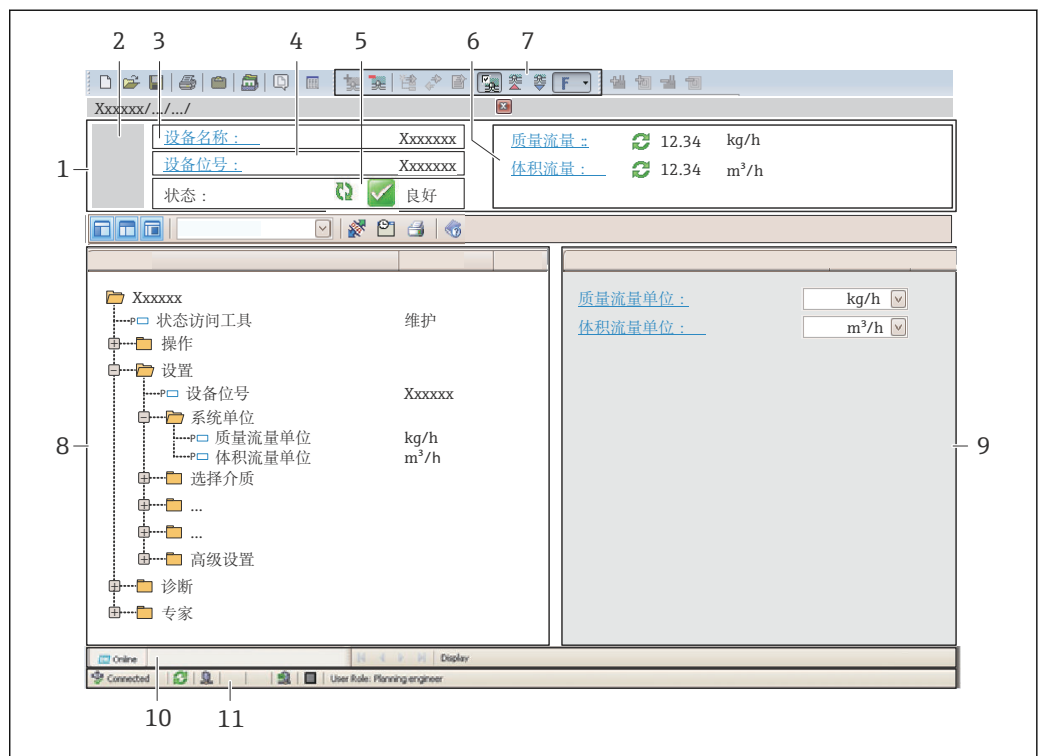 2 3 4 5 6 7
F
Xxxxxx/.../.../
1
设备名称： Xxxxxxx
设备位号： Xxxxxxx
状态： 良好
质量流量：: 12.34 kg/h
体积流量： 12.34 m³/h
8
Xxxxxx
P 状态访问工具 维护
操作
设置
P 设备位号 Xxxxxx
系统单位
P 质量流量单位 kg/h
P 体积流量单位 m³/h
选择介质
...
...
高级设置
诊断
专家
质量流量单位： kg/h
体积流量单位： m³/h
9
Online Display
Connected User Role: Planning engineer
10 11